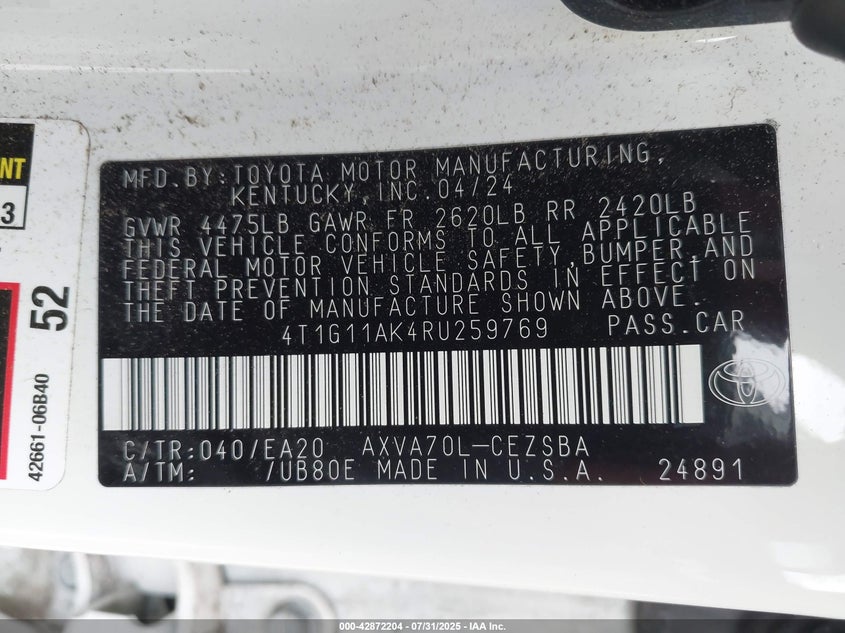 NT
3
52
42661-06B40
MFD.BY:TOYOTA MOTOR MANUFACTURING,
KENTUCKY,INC.04/24
GVWR 4475LB GAWR FR 2620LB RR 2420LB
THIS VEHICLE CONFORMS TO ALL APPLICABLE
FEDERAL MOTOR VEHICLE SAFETY,BUMPER,AND
THEFT PREVENTION STANDARDS IN EFFECT ON
THE DATE OF MANUFACTURE SHOWN ABOVE.
4T1G11AK4RU259769 PASS.CAR
C/TR:040/EA20 AXVA70L-CEZSBA
A/TM: /UB80E MADE IN U.S.A. 24891
000-42872204 - 07/31/2025 - IAA Inc.